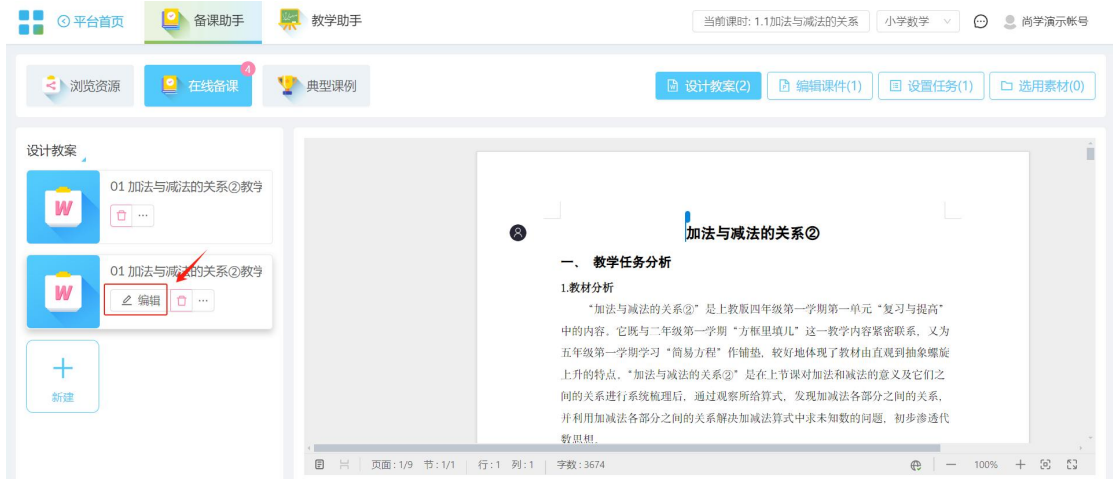 平台首页 备课助手 教学助手 当前课时: 1.1加法与减法的关系 小学数学 尚学演示帐号
浏览资源 在线备课 4 典型课例 设计教案(2) 编辑课件(1) 设置任务(1) 选用素材(0)
设计教案
01 加法与减法的关系②教学
W
01 加法与减法的关系②教学
W 编辑
新建
加法与减法的关系②
一、 教学任务分析
1.教材分析
“加法与减法的关系②”是上教版四年级第一学期第一单元“复习与提高”
中的内容。它既与二年级第一学期“方框里填几”这一教学内容紧密联系，又为
五年级第一学期学习“简易方程”作铺垫，较好地体现了教材由直观到抽象螺旋
上升的特点。“加法与减法的关系②”是在上节课对加法和减法的意义及它们之
间的关系进行系统梳理后，通过观察所给算式，发现加减法各部分之间的关系，
并利用加减法各部分之间的关系解决加减法算式中求未知数的问题，初步渗透代
数思想。
页面: 1/9 节: 1/1 行: 1 列: 1 字数: 3674 100%